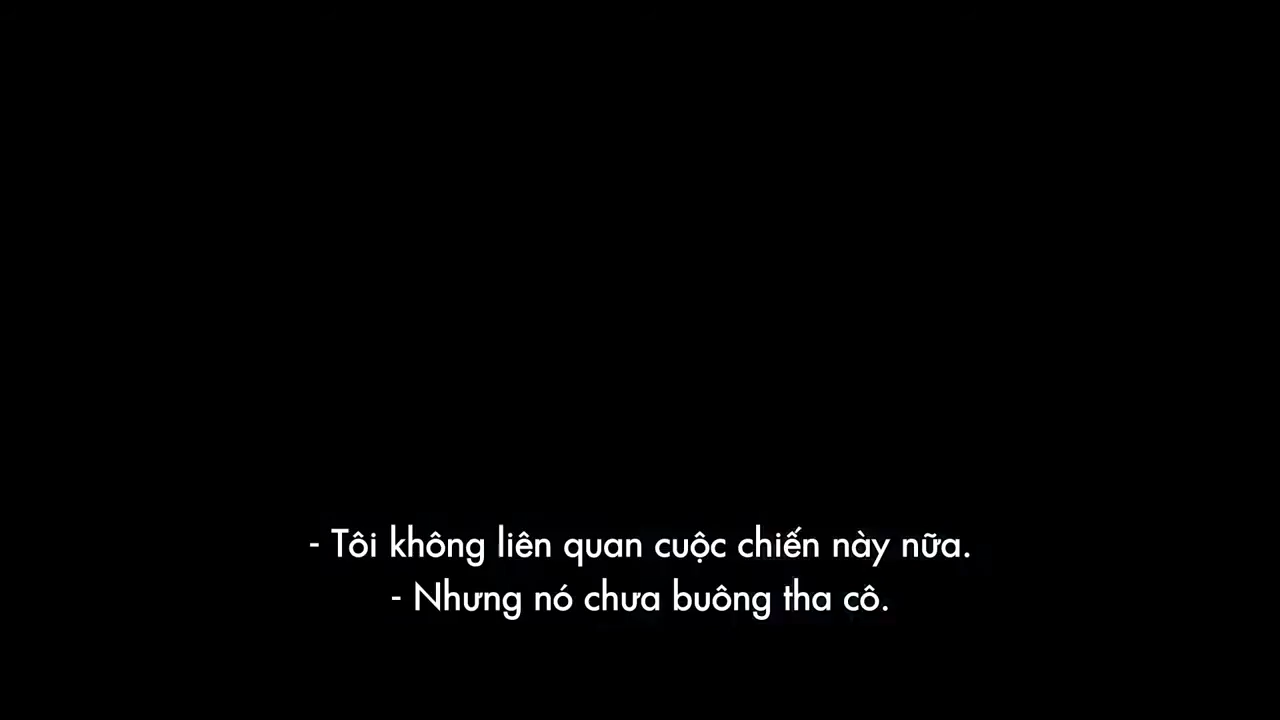 - Tôi không liên quan cuộc chiến này nữa.
- Nhưng nó chưa buông tha cô.